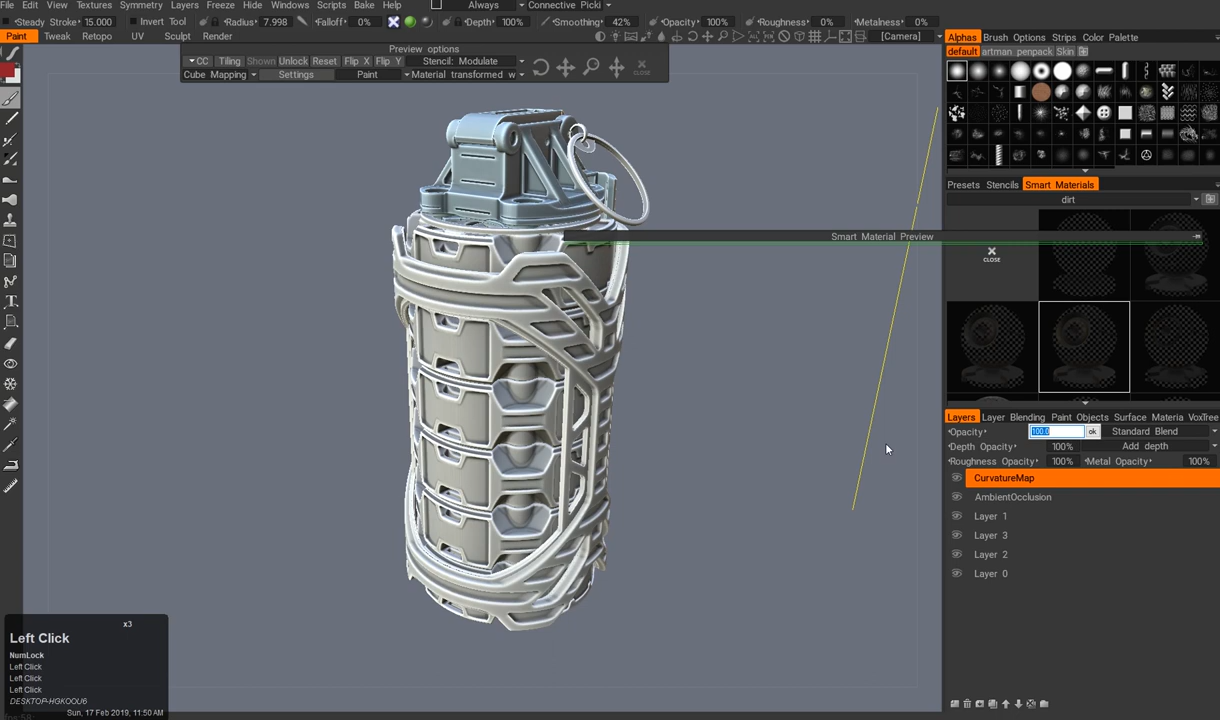 File Edit View Textures Symmetry Layers Freeze Hide Windows Scripts Bake Help Always Connective Picki
Steady Stroke: 15.000 Invert Tool Radius: 7.998 Falloff: 0% Depth: 100% Smoothing: 42% Opacity: 100% Roughness: 0% Metalness: 0%
Paint Tweak Retopo UV Sculpt Render [Camera]
Preview options
CC Tiling Shown Unlock Reset Flip X Flip Y Stencil: Modulate
Cube Mapping Settings Paint Material transformed w CLOSE
Alphas Brush Options Strips Color Palette
default artman penpack Skin
Presets Stencils Smart Materials
dirt
Smart Material Preview
CLOSE
Layers Layer Blending Paint Objects Surface Materia VoxTree
Opacity 100.0 ok Standard Blend
Depth Opacity 100% Add depth
Roughness Opacity 100% Metal Opacity 100%
CurvatureMap
AmbientOcclusion
Layer 1
Layer 3
Layer 2
Layer 0
x3
Left Click
NumLock
Left Click
Left Click
Left Click
DESKTOP-HGKOOU6
Sun, 17 Feb 2019, 11:50 AM